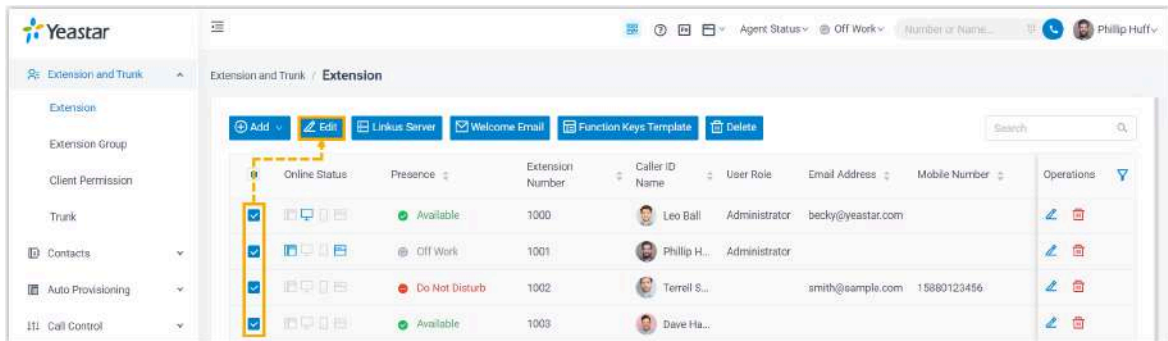 Yeastar
Agent Status
Off Work
Number or Name...
Phillip Huff
Extension and Trunk
Extension and Trunk / Extension
Extension
Extension Group
Client Permission
Trunk
Contacts
Auto Provisioning
Call Control
Add Edit Linkus Server Welcome Email Function Keys Template Delete
Search
Online Status Presence Extension Number Caller ID Name User Role Email Address Mobile Number Operations
Available 1000 Leo Ball Administrator becky@yeastar.com
Off Work 1001 Phillip H... Administrator
Do Not Disturb 1002 Terrell S... smith@sample.com 15880123456
Available 1003 Dave Ha...